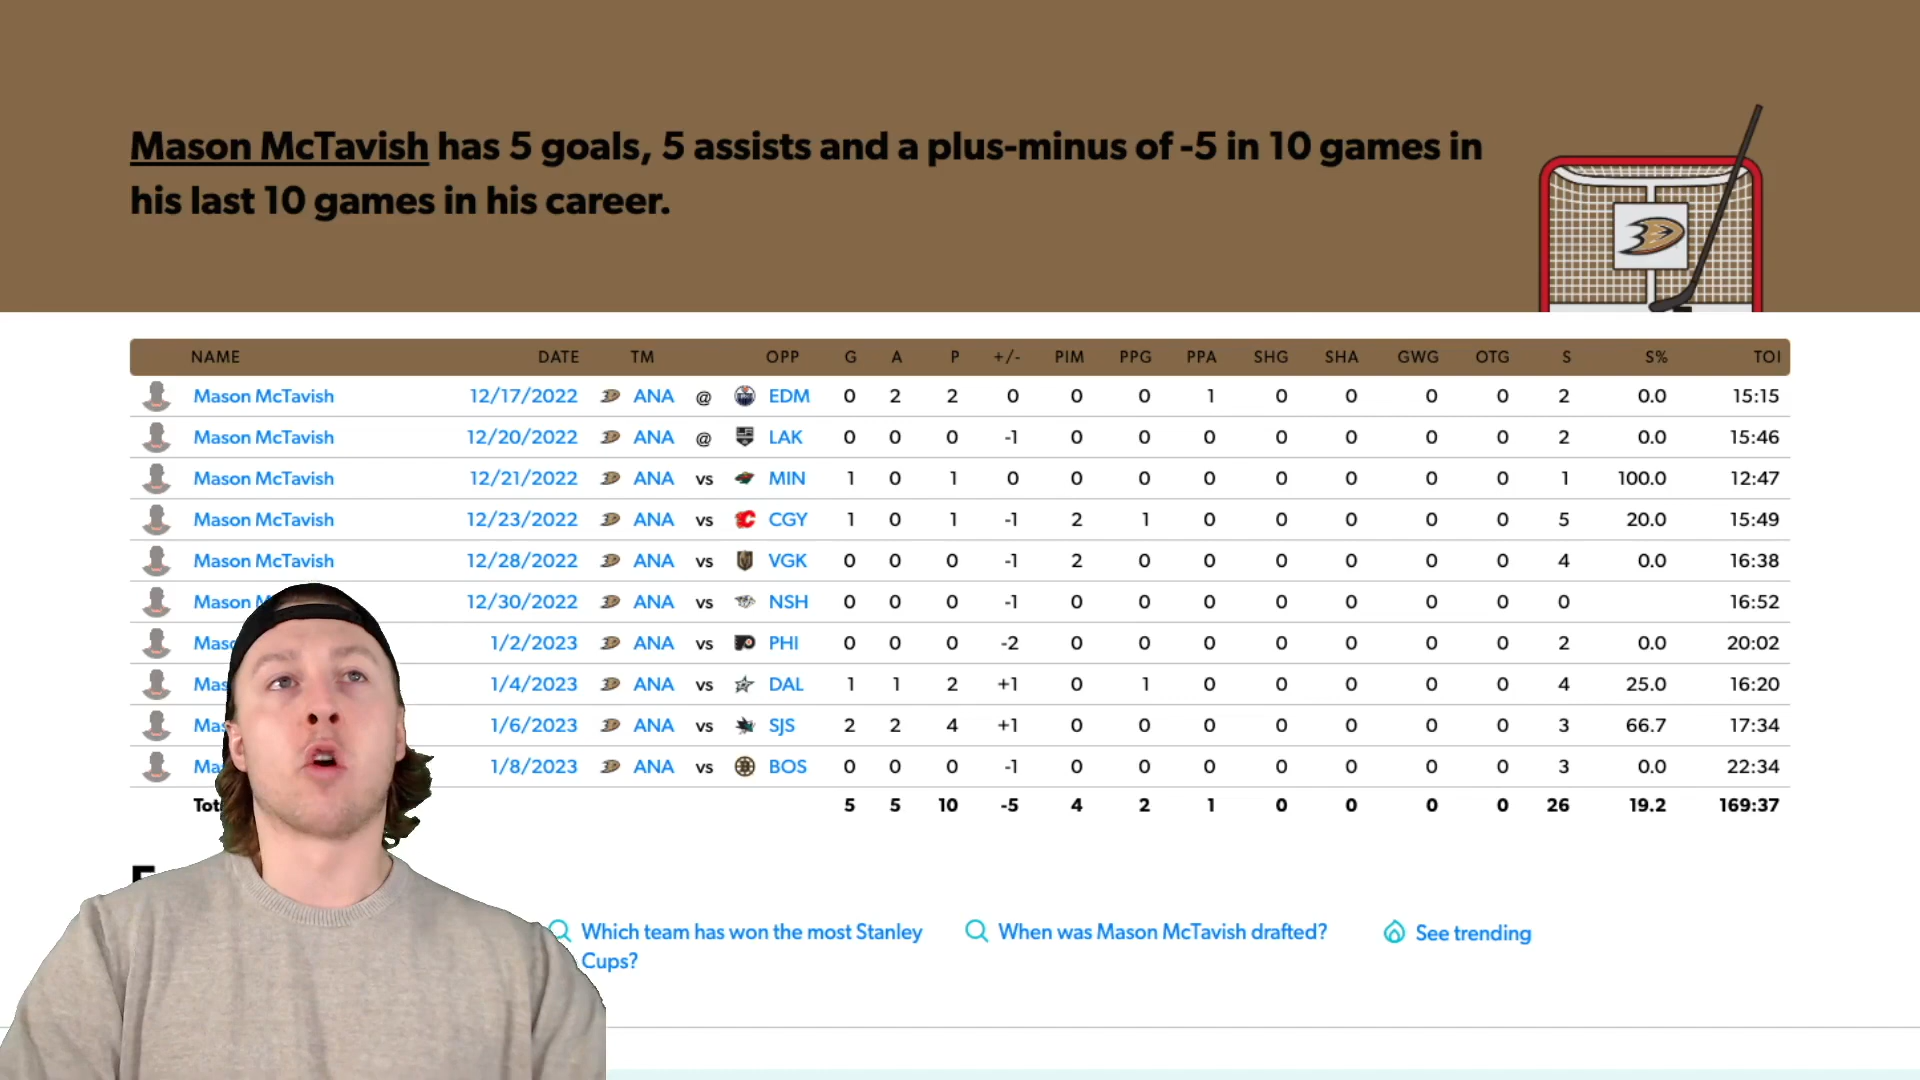 Mason McTavish has 5 goals, 5 assists and a plus-minus of -5 in 10 games in
his last 10 games in his career.
NAME DATE TM OPP G A P +/- PIM PPG PPA SHG SHA GWG OTG S S% TOI
Mason McTavish 12/17/2022 ANA @ EDM 0 2 2 0 0 0 1 0 0 0 0 2 0.0 15:15
Mason McTavish 12/20/2022 ANA @ LAK 0 0 0 -1 0 0 0 0 0 0 0 2 0.0 15:46
Mason McTavish 12/21/2022 ANA vs MIN 1 0 1 0 0 0 0 0 0 0 0 1 100.0 12:47
Mason McTavish 12/23/2022 ANA vs CGY 1 0 1 -1 2 1 0 0 0 0 0 5 20.0 15:49
Mason McTavish 12/28/2022 ANA vs VGK 0 0 0 -1 2 0 0 0 0 0 0 4 0.0 16:38
Mason 12/30/2022 ANA vs NSH 0 0 0 -1 0 0 0 0 0 0 0 0 16:52
1/2/2023 ANA vs PHI 0 0 0 -2 0 0 0 0 0 0 0 2 0.0 20:02
1/4/2023 ANA vs DAL 1 1 2 +1 0 1 0 0 0 0 0 4 25.0 16:20
1/6/2023 ANA vs SJS 2 2 4 +1 0 0 0 0 0 0 0 3 66.7 17:34
1/8/2023 ANA vs BOS 0 0 0 -1 0 0 0 0 0 0 0 3 0.0 22:34
5 5 10 -5 4 2 1 0 0 0 0 26 19.2 169:37
Which team has won the most Stanley
Cups?
When was Mason McTavish drafted?
See trending